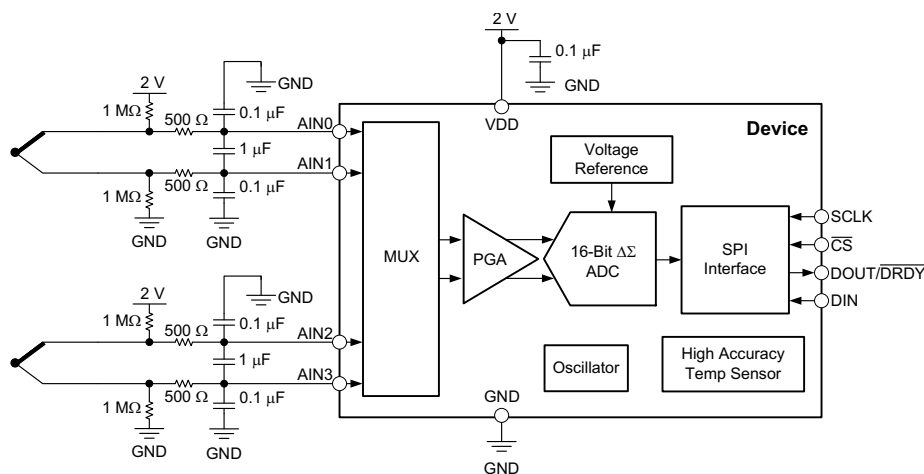 2 V
0.1 µF
GND
VDD
Device
2 V
1 MΩ
500 Ω
GND
0.1 µF
1 µF
500 Ω
0.1 µF
1 MΩ
GND
GND
AIN0
AIN1
2 V
1 MΩ
500 Ω
GND
0.1 µF
1 µF
500 Ω
0.1 µF
1 MΩ
GND
GND
AIN2
AIN3
MUX
PGA
Voltage
Reference
16-Bit ΔΣ
ADC
SPI
Interface
SCLK
CS
DOUT/DRDY
DIN
Oscillator
High Accuracy
Temp Sensor
GND
GND